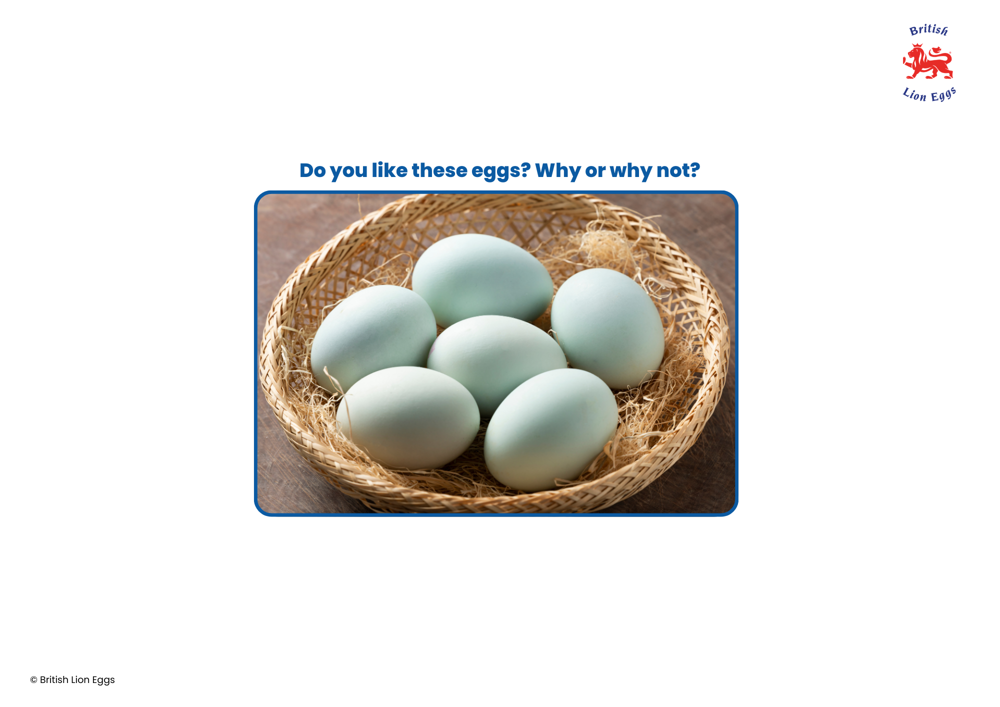 British
Lion Eggs
Do you like these eggs? Why or why not?
© British Lion Eggs